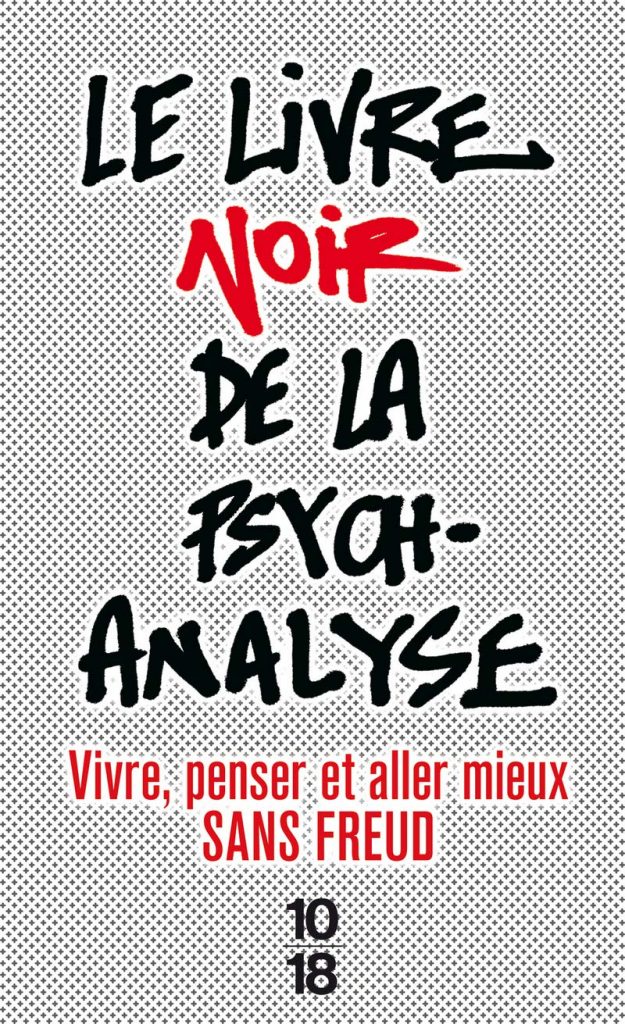 LE LIVRE
NOIR
DE LA
PSYCH-
ANALYSE
Vivre, penser et aller mieux
SANS FREUD
10
18